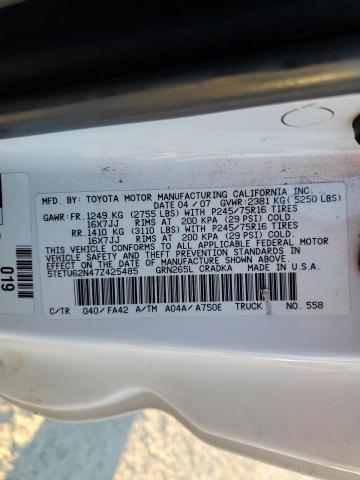 MFD. BY: TOYOTA MOTOR MANUFACTURING CALIFORNIA INC.
DATE 04/07 GVWR:2381 KG( 5250 LBS)
GAWR:FR.1249 KG (2755 LBS) WITH P245/75R16 TIRES
16X7JJ RIMS AT 200 KPA (29 PSI) COLD.
RR.1410 KG (3110 LBS) WITH P245/75R16 TIRES
16X7JJ RIMS AT 200 KPA (29 PSI) COLD.
THIS VEHICLE CONFORMS TO ALL APPLICABLE FEDERAL MOTOR
VEHICLE SAFETY STANDARDS IN EFFECT ON THE DATE
OF MANUFACTURE SHOWN ABOVE.
5TETU62N47Z425485 GRN265L CRADKA MADE IN U.S.A.
C/TR 040/FA42 A/TM A04A/A750E TRUCK NO. 558
019